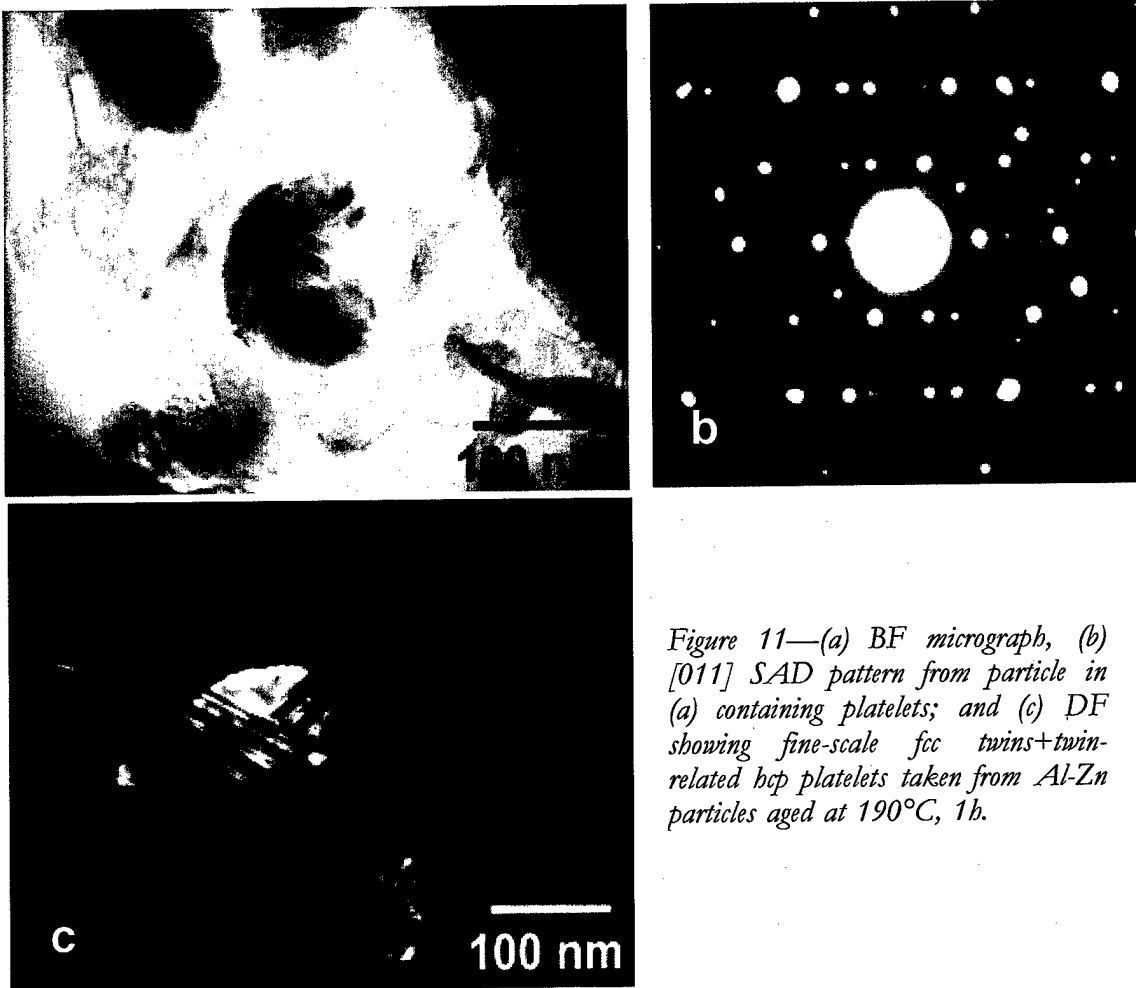 b
c
100 nm
Figure 11—(a) BF micrograph, (b)
[011] SAD pattern from particle in
(a) containing platelets; and (c) DF
showing fine-scale fcc twins+twin-
related hcp platelets taken from Al-Zn
particles aged at 190°C, 1h.